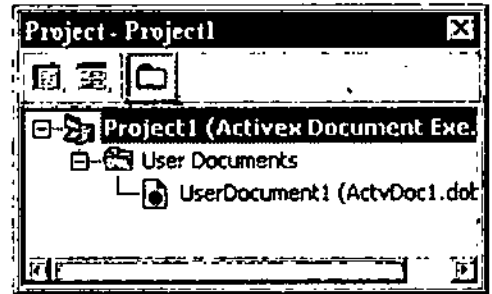 Project - Project1
Project1 (Activex Document Exe.
User Documents
UserDocument1 (ActvDoc1.dob